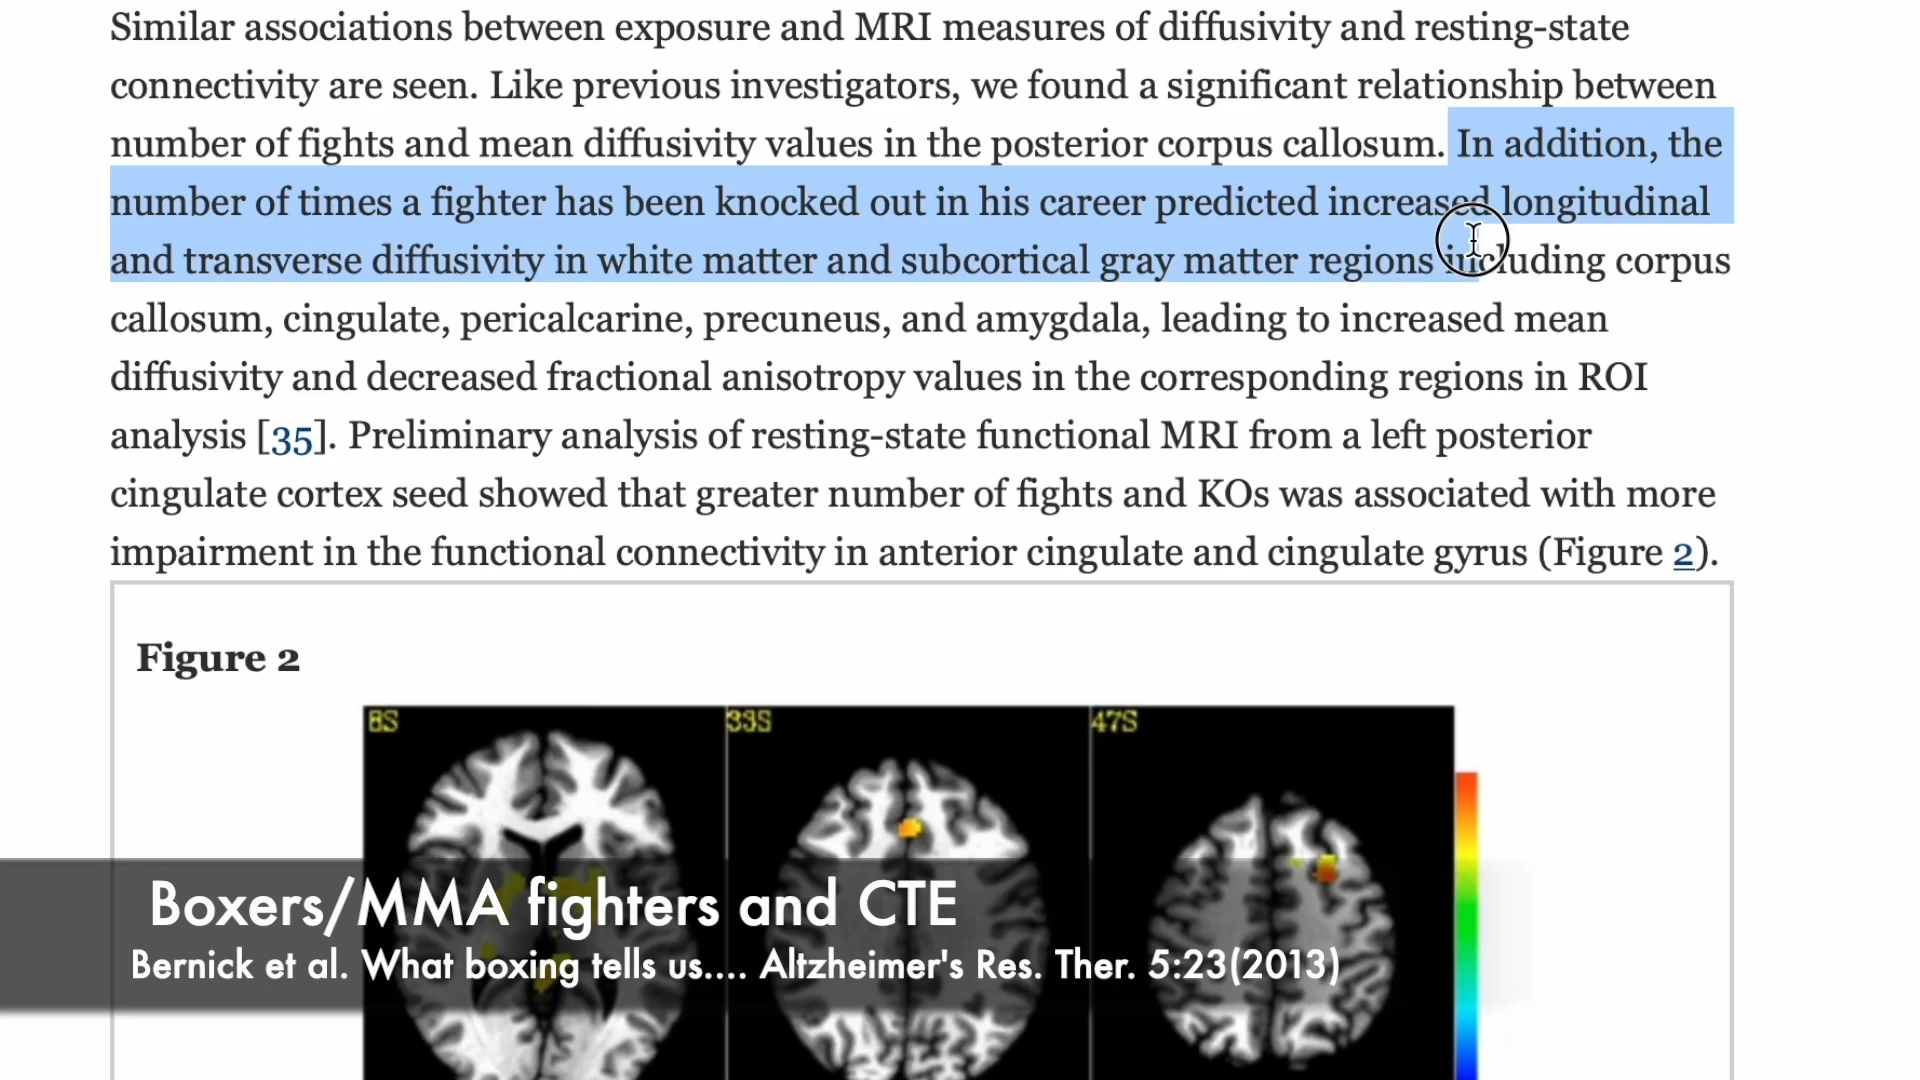 Similar associations between exposure and MRI measures of diffusivity and resting-state
connectivity are seen. Like previous investigators, we found a significant relationship between
number of fights and mean diffusivity values in the posterior corpus callosum. In addition, the
number of times a fighter has been knocked out in his career predicted increased longitudinal
and transverse diffusivity in white matter and subcortical gray matter regions including corpus
callosum, cingulate, pericalcarine, precuneus, and amygdala, leading to increased mean
diffusivity and decreased fractional anisotropy values in the corresponding regions in ROI
analysis [35]. Preliminary analysis of resting-state functional MRI from a left posterior
cingulate cortex seed showed that greater number of fights and KOs was associated with more
impairment in the functional connectivity in anterior cingulate and cingulate gyrus (Figure 2).
Figure 2
8S 33S 47S
Boxers/MMA fighters and CTE
Bernick et al. What boxing tells us.... Altzheimer's Res. Ther. 5:23(2013)